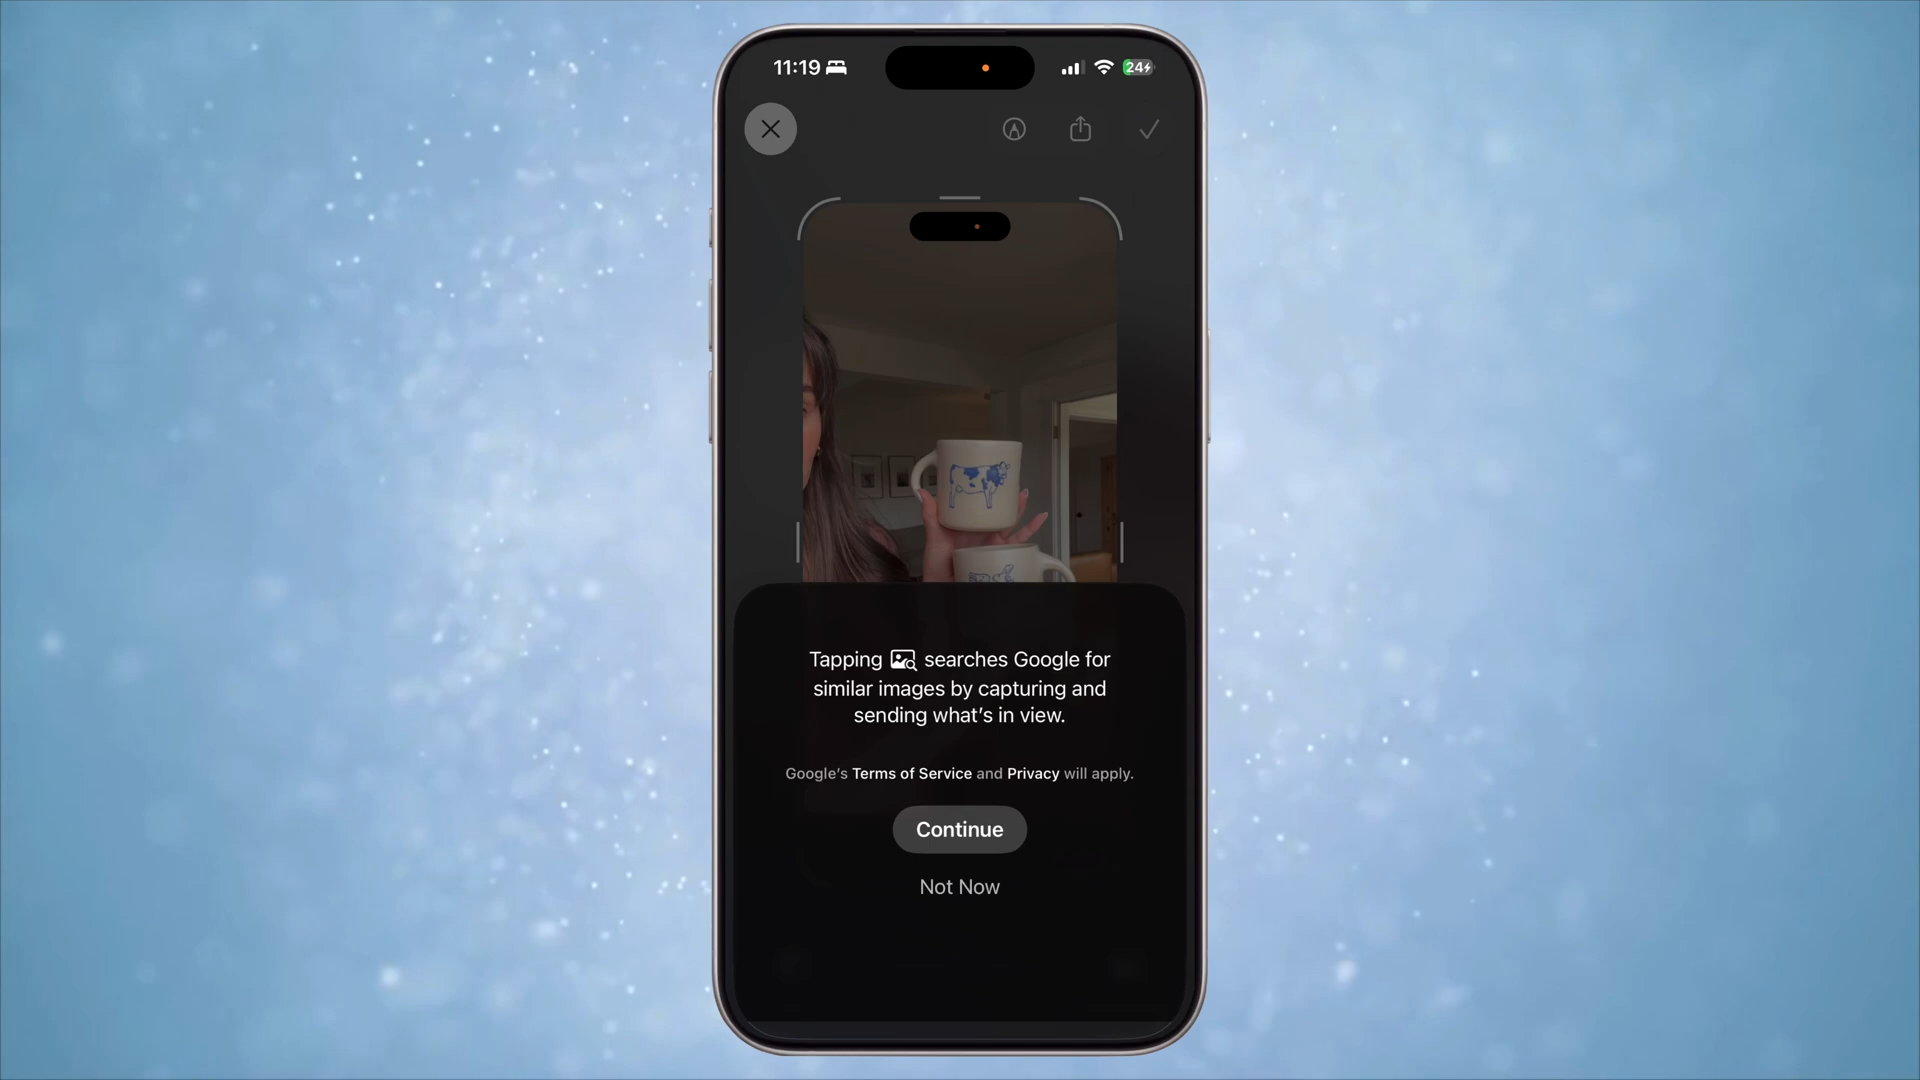 11:19
24
Tapping searches Google for
similar images by capturing and
sending what's in view.
Google's Terms of Service and Privacy will apply.
Continue
Not Now